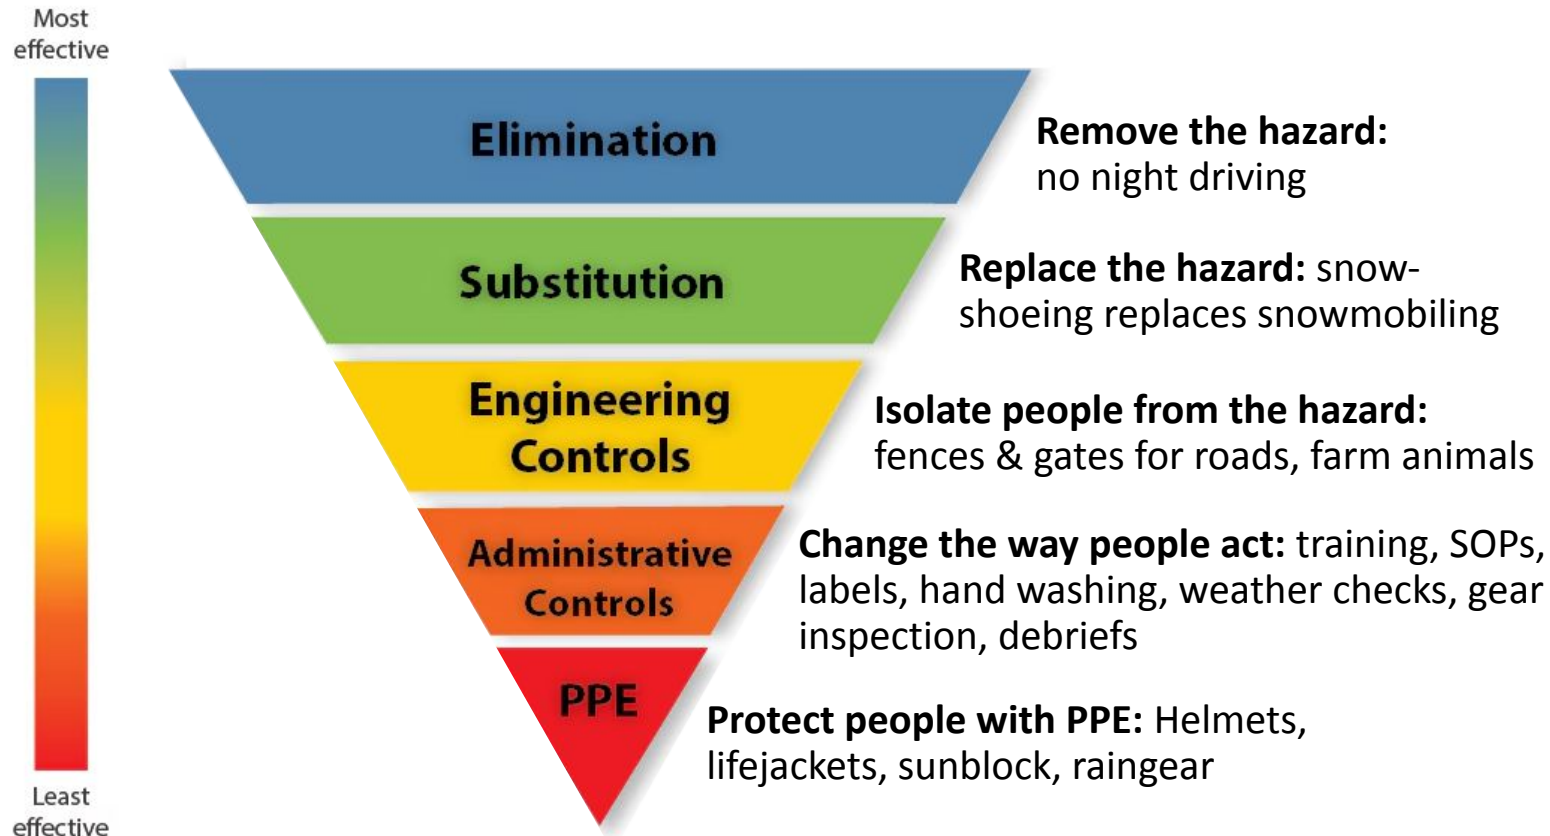 Most
effective
Elimination
Remove the hazard:
no night driving
Substitution
Replace the hazard: snow-
shoeing replaces snowmobiling
Engineering
Controls
Isolate people from the hazard:
fences & gates for roads, farm animals
Administrative
Controls
Change the way people act: training, SOPs,
labels, hand washing, weather checks, gear
inspection, debriefs
PPE
Protect people with PPE: Helmets,
lifejackets, sunblock, raingear
Least
effective